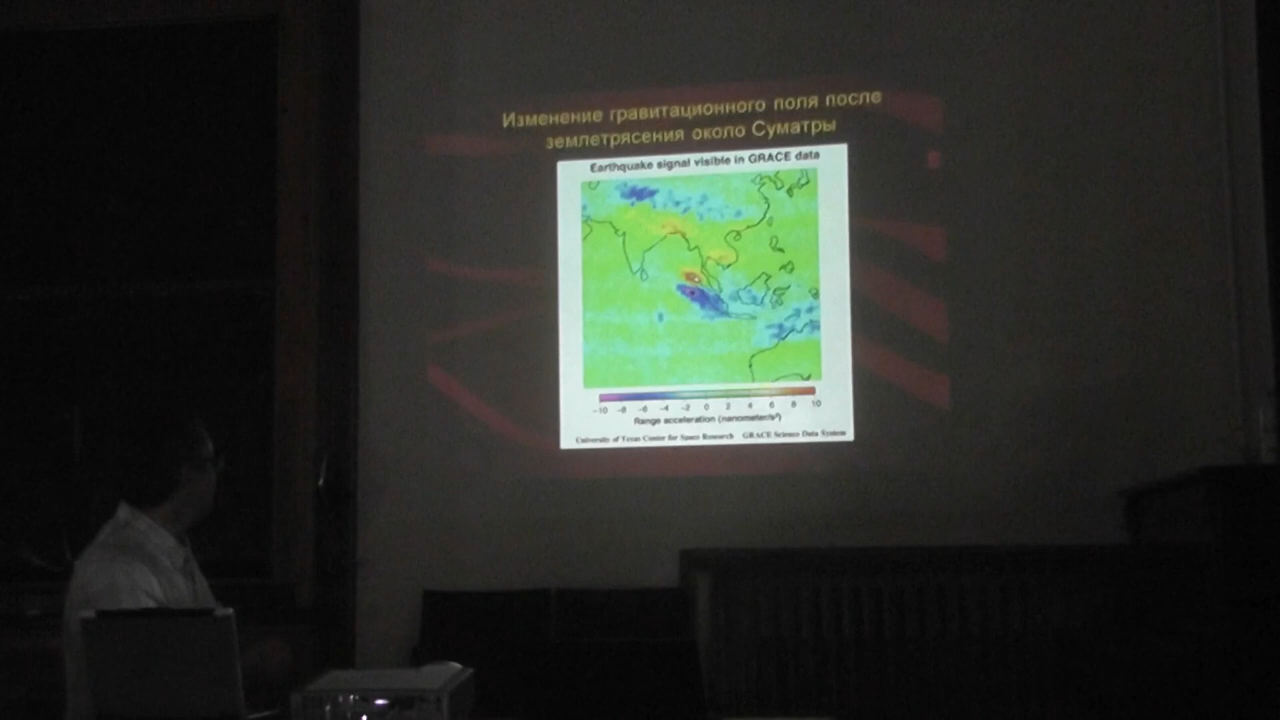 Изменение гравитационного поля после
землетрясения около Суматры
Earthquake signal visible in GRACE data
-10 -8 -6 -4 -2 0 2 4 6 8 10
Range acceleration (nanometer/s²)
University of Texas Center for Space Research GRACE Science Data System